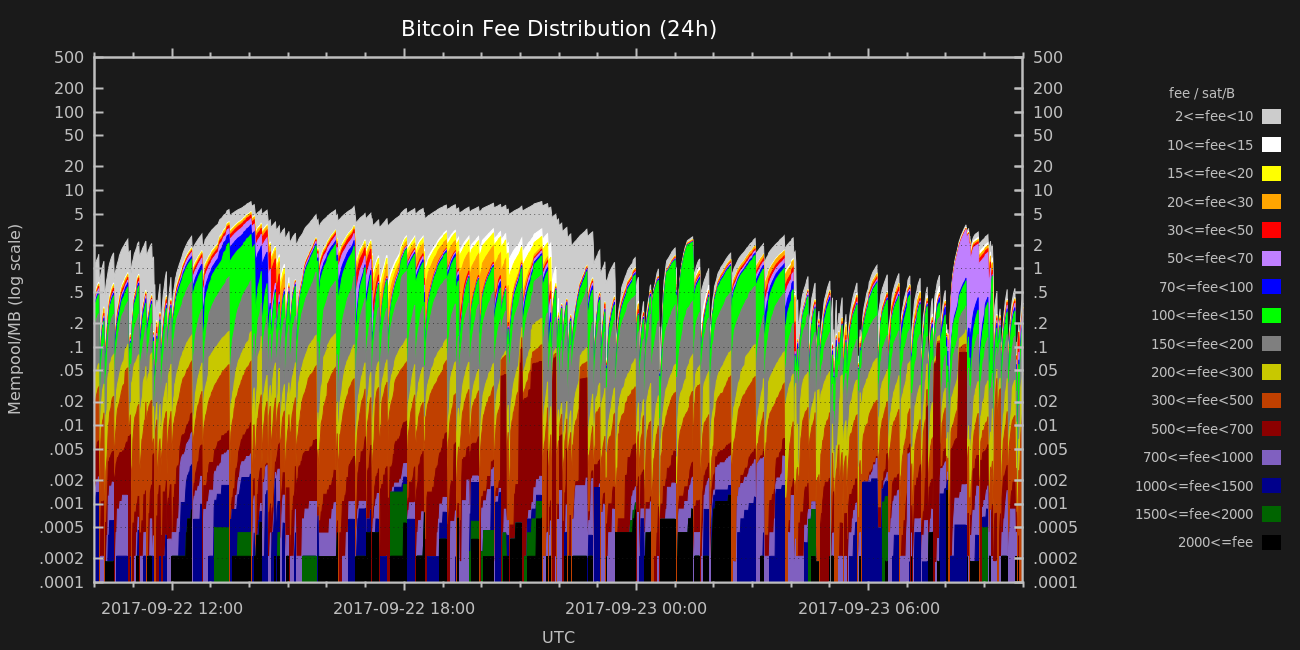 Bitcoin Fee Distribution (24h)
Mempool/MB (log scale)
500
200
100
50
20
10
5
2
1
.5
.2
.1
.05
.02
.01
.005
.002
.001
.0005
.0002
.0001
500
200
100
50
20
10
5
2
1
.5
.2
.1
.05
.02
.01
.005
.002
.001
.0005
.0002
.0001
2017-09-22 12:00
2017-09-22 18:00
2017-09-23 00:00
2017-09-23 06:00
UTC
fee / sat/B
2<=fee<10
10<=fee<15
15<=fee<20
20<=fee<30
30<=fee<50
50<=fee<70
70<=fee<100
100<=fee<150
150<=fee<200
200<=fee<300
300<=fee<500
500<=fee<700
700<=fee<1000
1000<=fee<1500
1500<=fee<2000
2000<=fee